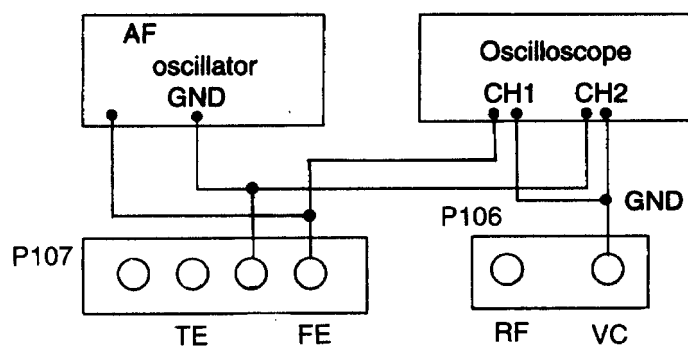 AF
oscillator
GND
Oscilloscope
CH1 CH2
GND
P107
P106
TE FE
RF VC